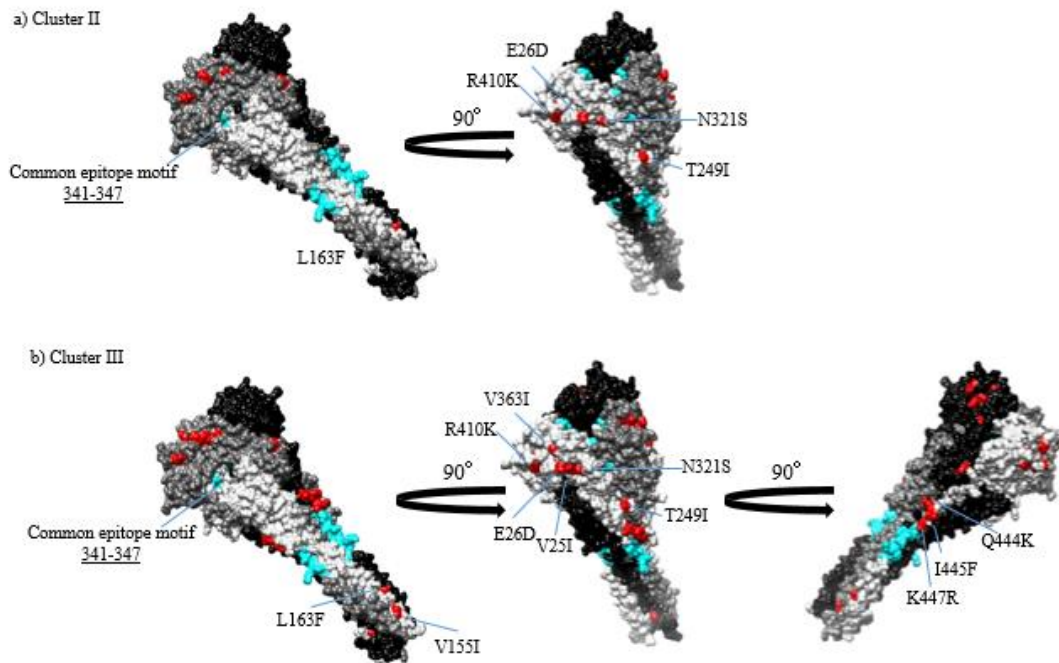 a) Cluster II
E26D
R410K
90°
N321S
T249I
Common epitope motif
341-347
L163F
b) Cluster III
V363I
R410K
90°
N321S
90°
T249I
Common epitope motif
341-347
E26D
V25I
Q444K
I445F
K447R
L163F
V155I